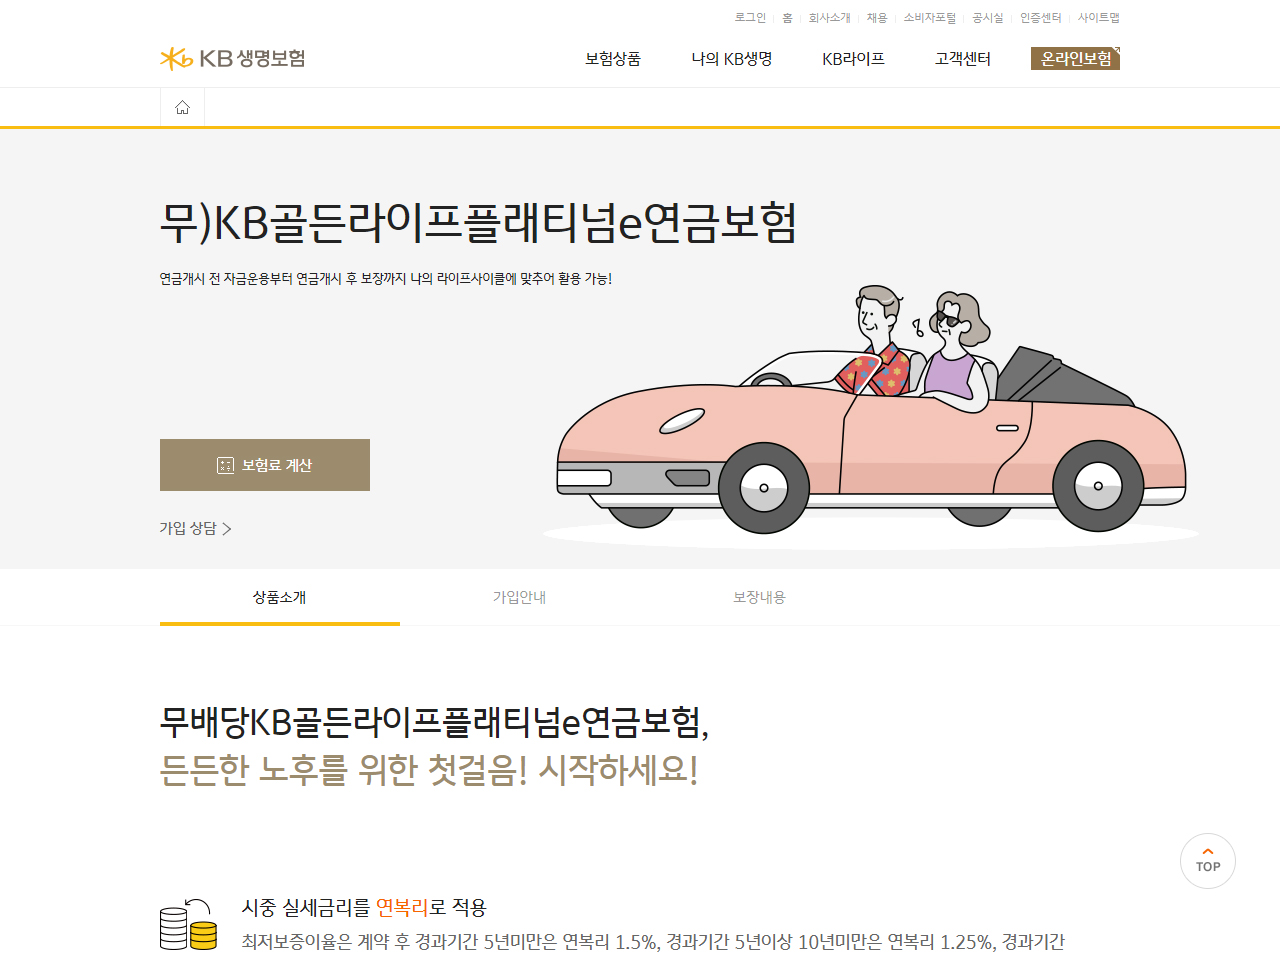 로그인 홈 회사소개 채용 소비자포털 공시실 인증센터 사이트맵
KB 생명보험 보험상품 나의 KB생명 KB라이프 고객센터 온라인보험
무)KB골든라이프플래티넘e연금보험
연금개시 전 자금운용부터 연금개시 후 보장까지 나의 라이프사이클에 맞추어 활용 가능!
보험료 계산
가입 상담
상품소개 가입안내 보장내용
무배당KB골든라이프플래티넘e연금보험,
든든한 노후를 위한 첫걸음! 시작하세요!
TOP
시중 실세금리를 연복리로 적용
최저보증이율은 계약 후 경과기간 5년미만은 연복리 1.5%, 경과기간 5년이상 10년미만은 연복리 1.25%, 경과기간